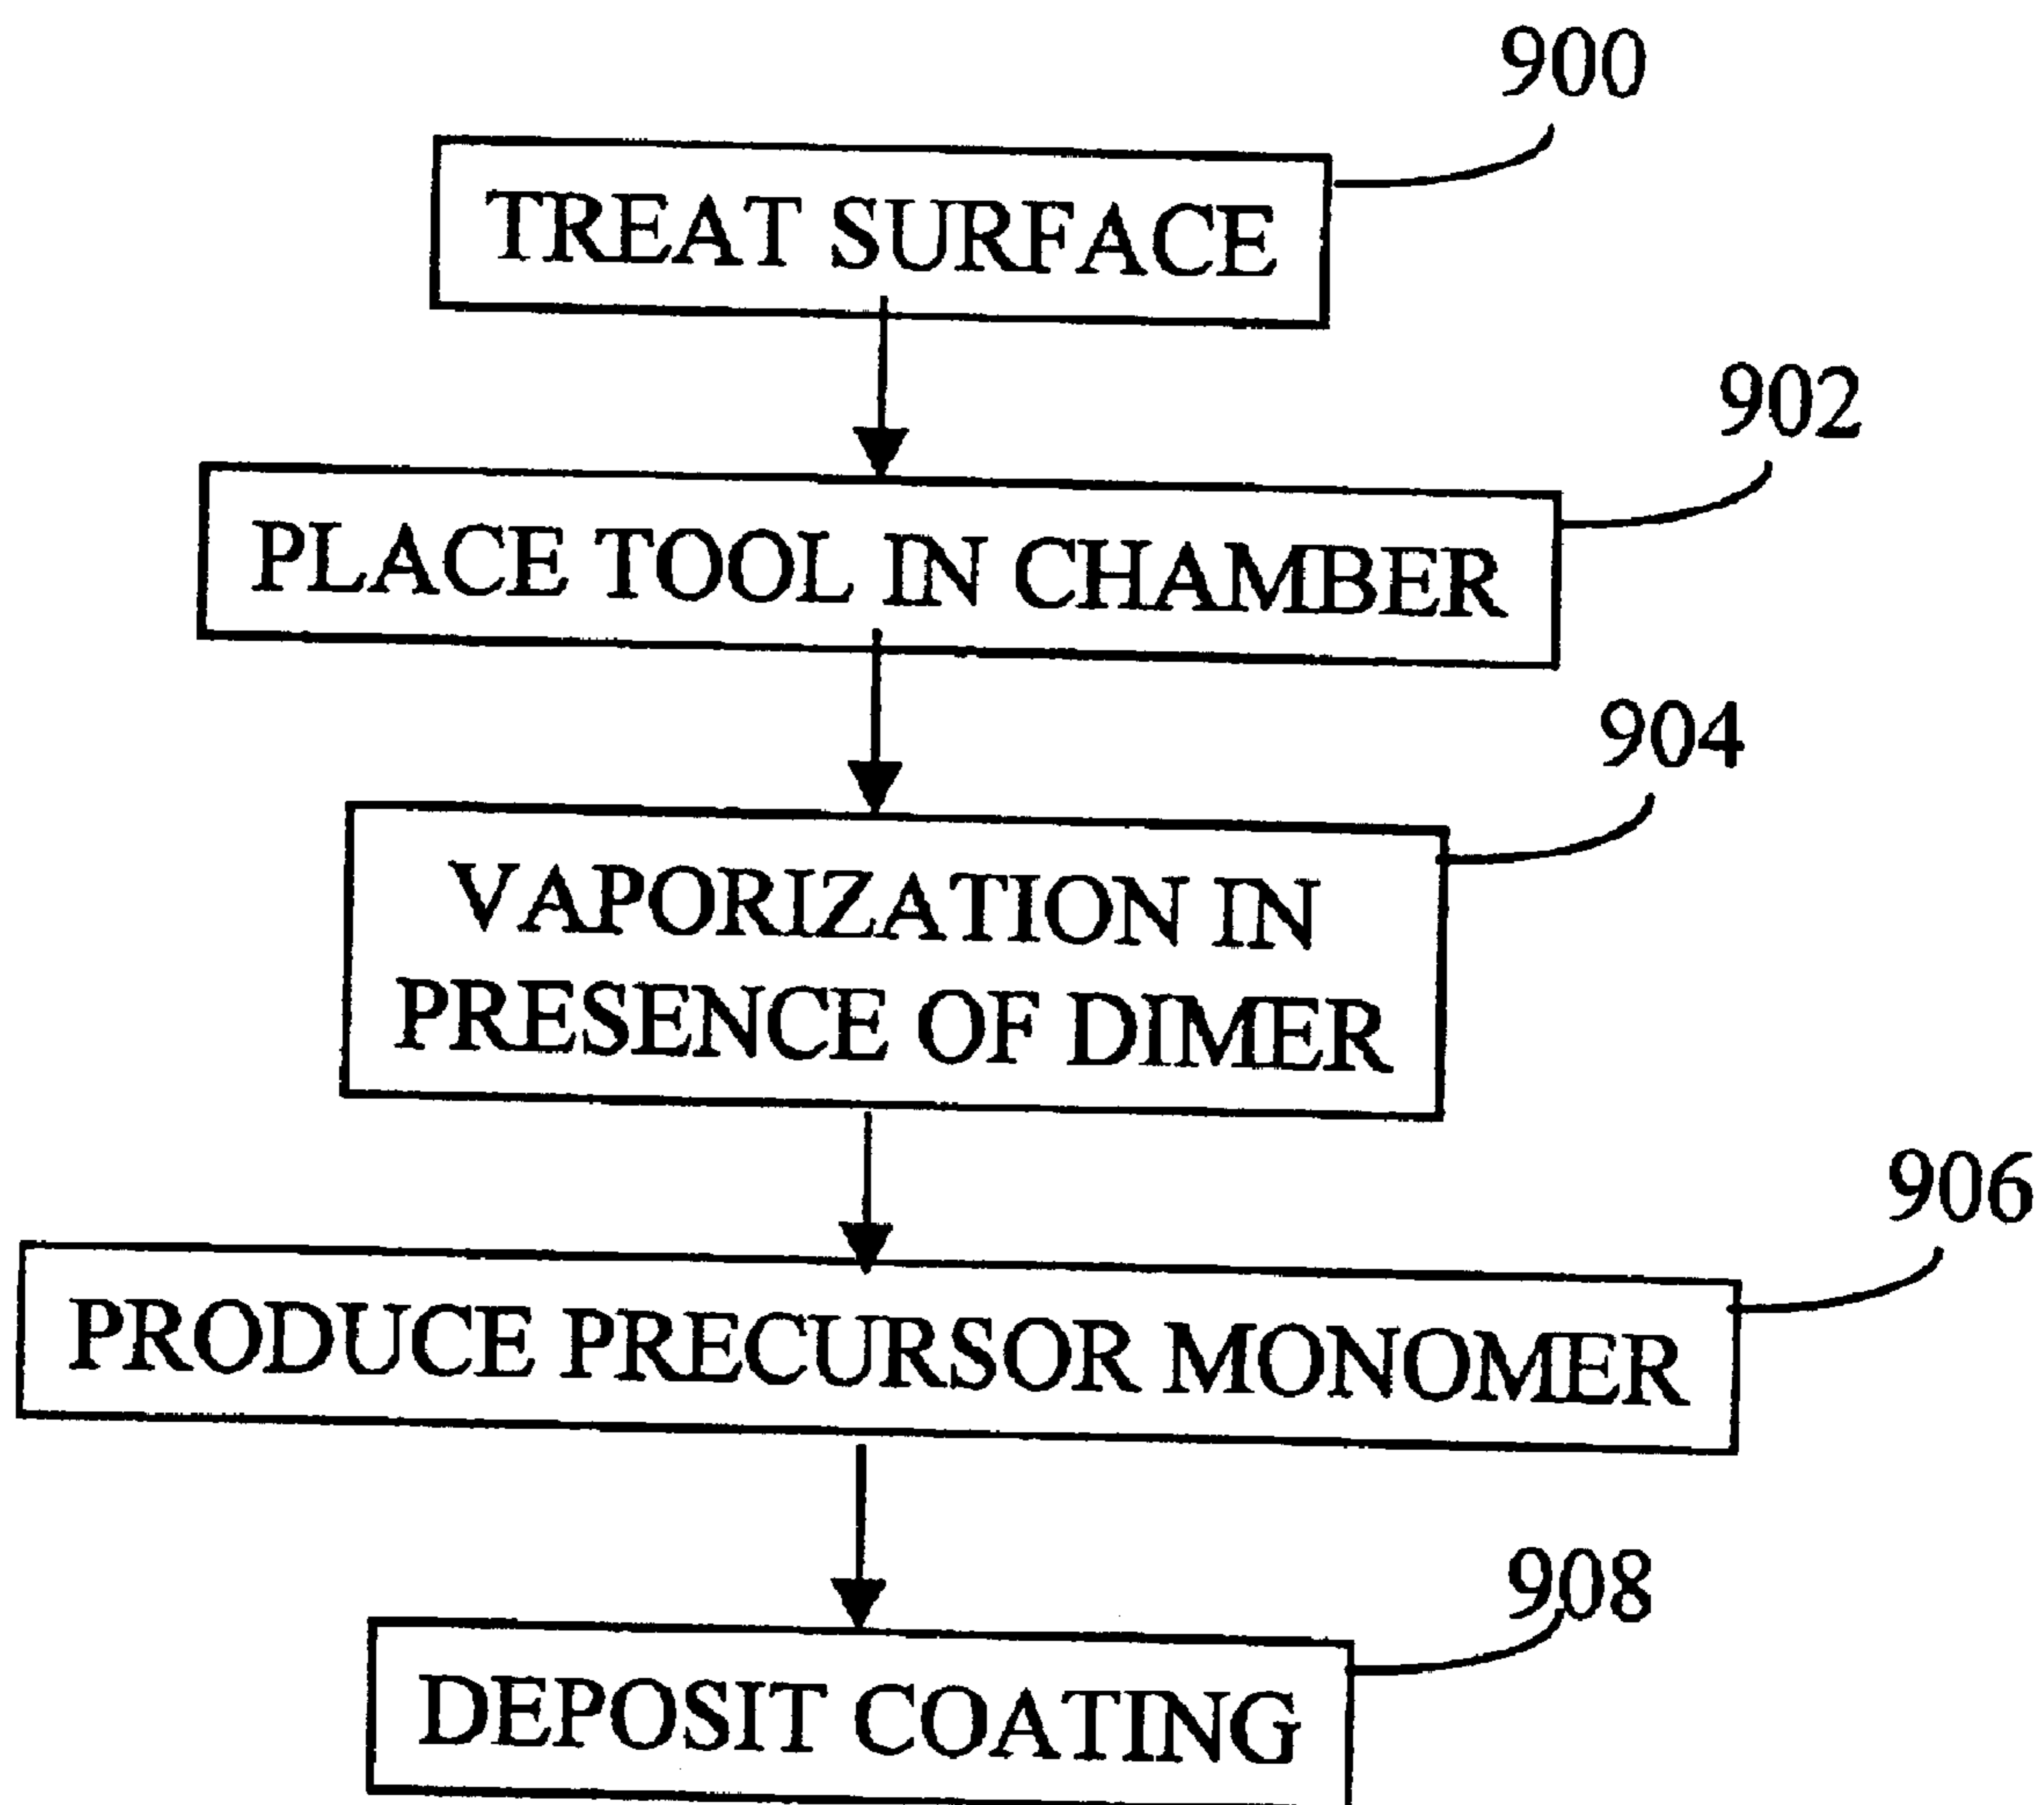 900
TREAT SURFACE
902
PLACE TOOL IN CHAMBER
904
VAPORIZATION IN
PRESENCE OF DIMER
906
PRODUCE PRECURSOR MONOMER
908
DEPOSIT COATING